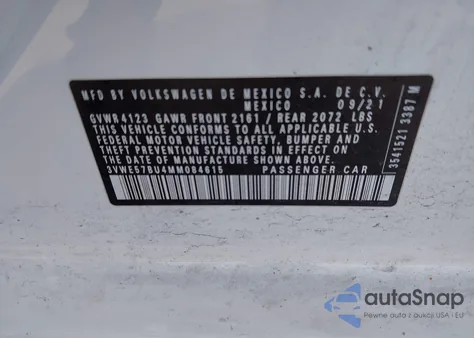 MFD BY VOLKSWAGEN DE MEXICO S.A. DE C.V.
MEXICO 09/21
GVWR4123 GAWR FRONT 2161 / REAR 2072 LBS
THIS VEHICLE CONFORMS TO ALL APPLICABLE U.S.
FEDERAL MOTOR VEHICLE SAFETY, BUMPER AND
THEFT PREVENTION STANDARDS IN EFFECT ON
THE DATE OF MANUFACTURE SHOWN ABOVE
3VWE57BU4MM084615 PASSENGER CAR
3541521 3387 M
autoSnap
Pewne auta z aukcji USA i EU